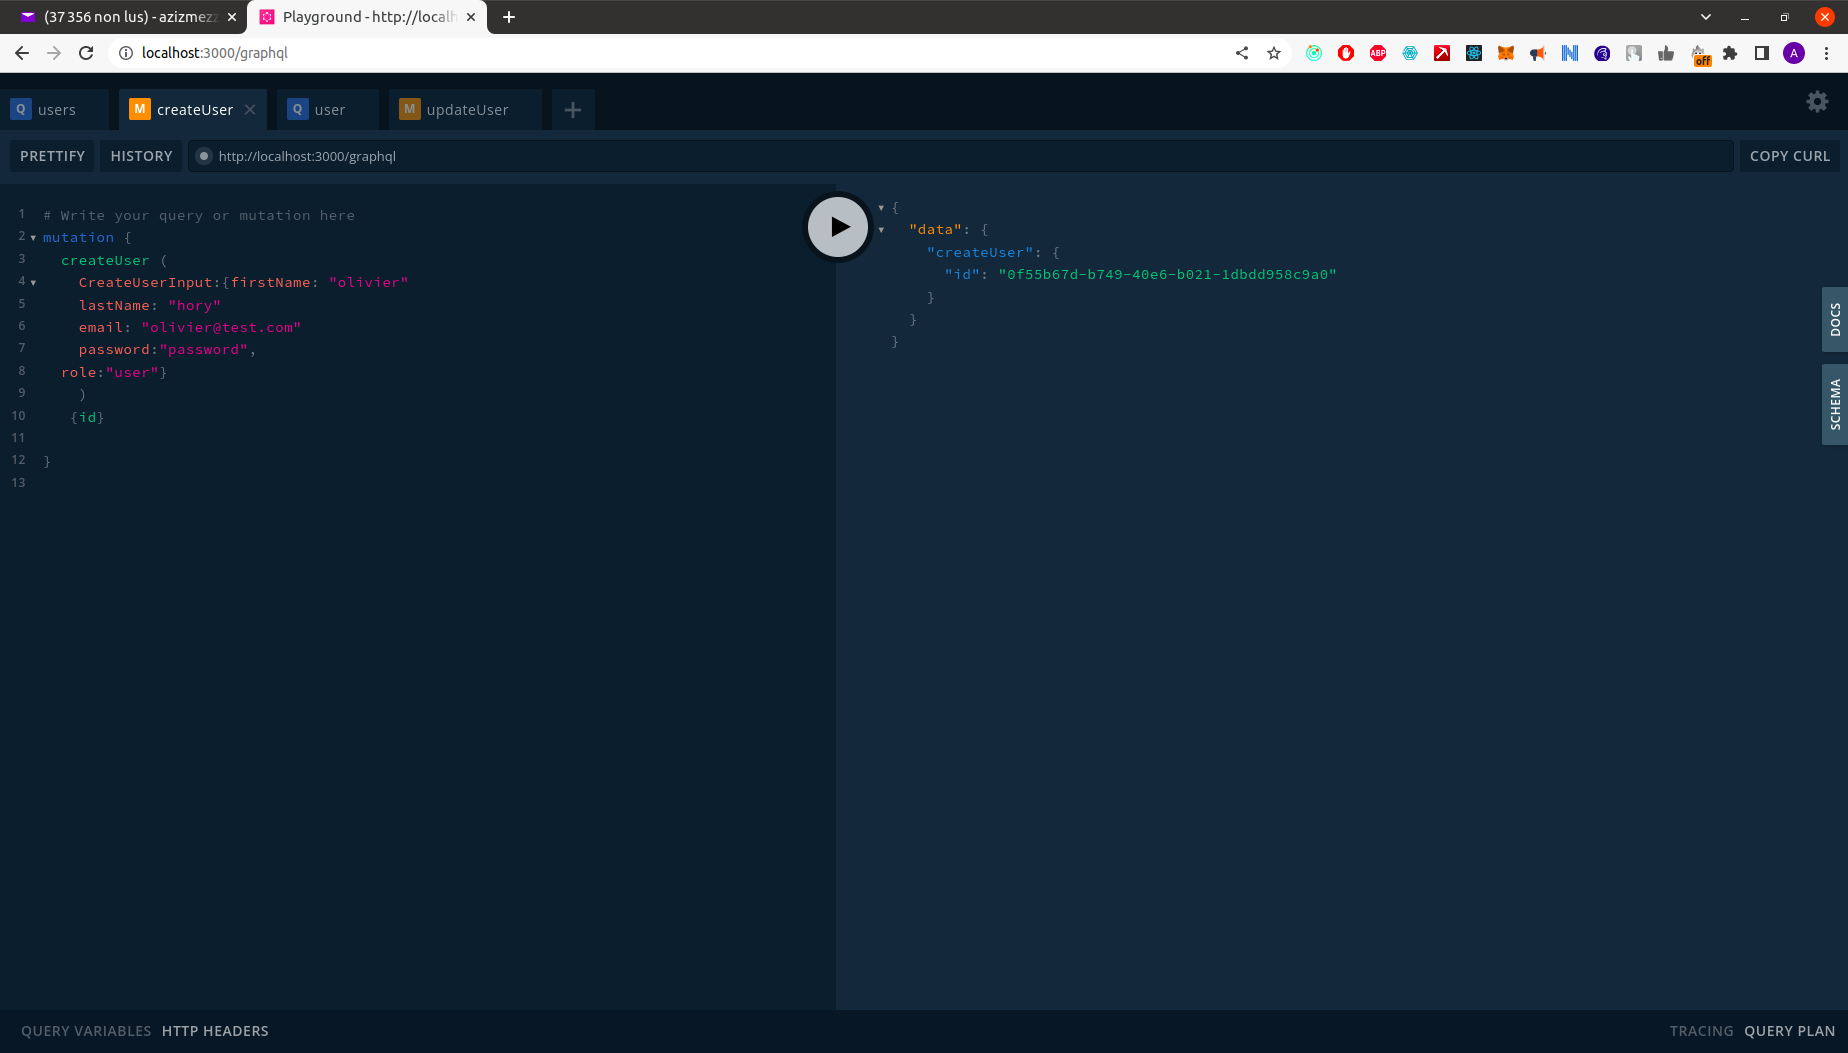 (37 356 non lus) - azizmezz
Playground - http://localh
localhost:3000/graphql
ABP
off
A
Q users
M createUser
Q user
M updateUser
PRETTIFY
HISTORY
http://localhost:3000/graphql
COPY CURL
1 # Write your query or mutation here
2 mutation {
3 createUser (
4 CreateUserInput:{firstName: "olivier"
5 lastName: "hory"
6 email: "olivier@test.com"
7 password:"password",
8 role:"user"}
9 )
10 {id}
11
12 }
13
{
"data": {
"createUser": {
"id": "0f55b67d-b749-40e6-b021-1dbdd958c9a0"
}
}
}
DOCS
SCHEMA
QUERY VARIABLES HTTP HEADERS
TRACING QUERY PLAN